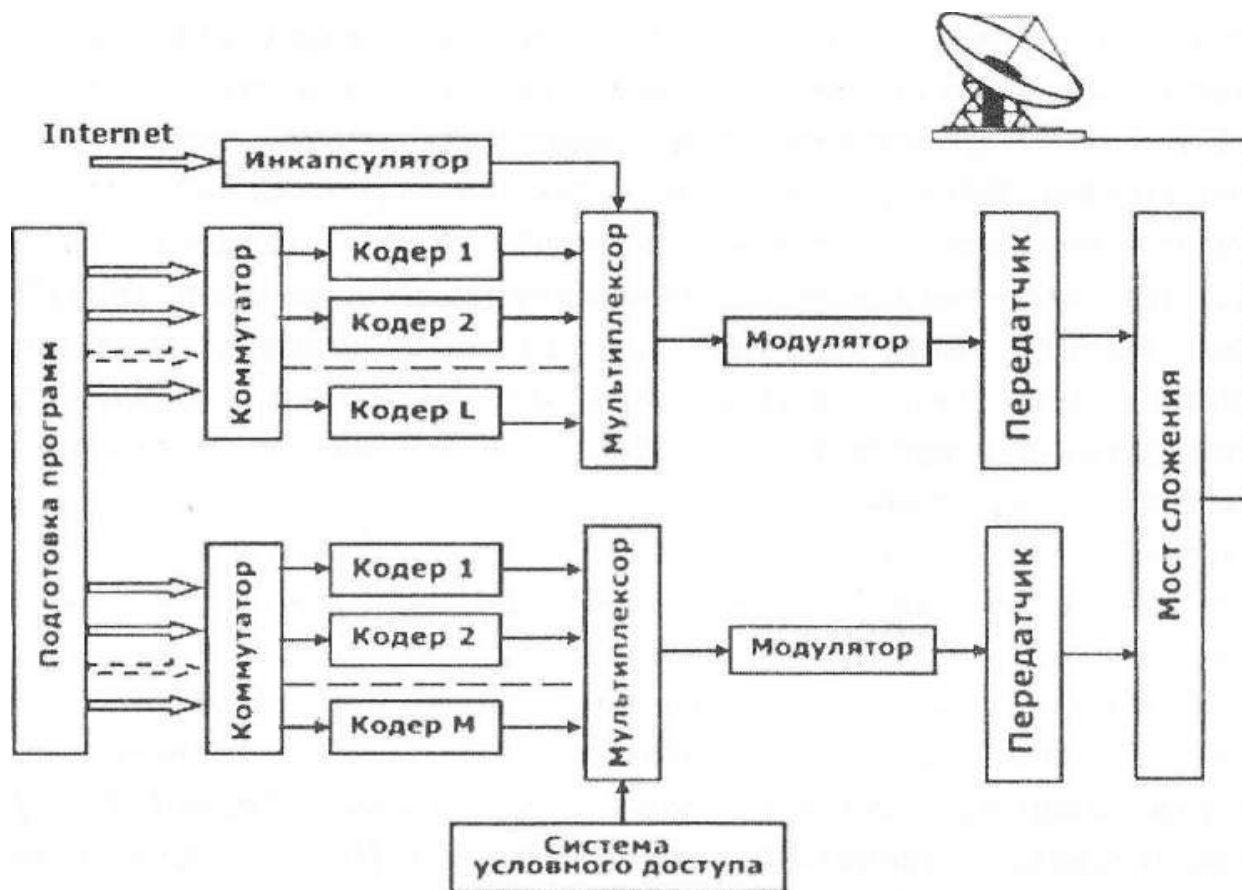 Internet
Инкапсулятор
Подготовка программ
Коммутатор
Кодер 1
Кодер 2
Кодер L
Мультиплексор
Модулятор
Передатчик
Мост сложения
Коммутатор
Кодер 1
Кодер 2
Кодер М
Мультиплексор
Модулятор
Передатчик
Система
условного доступа